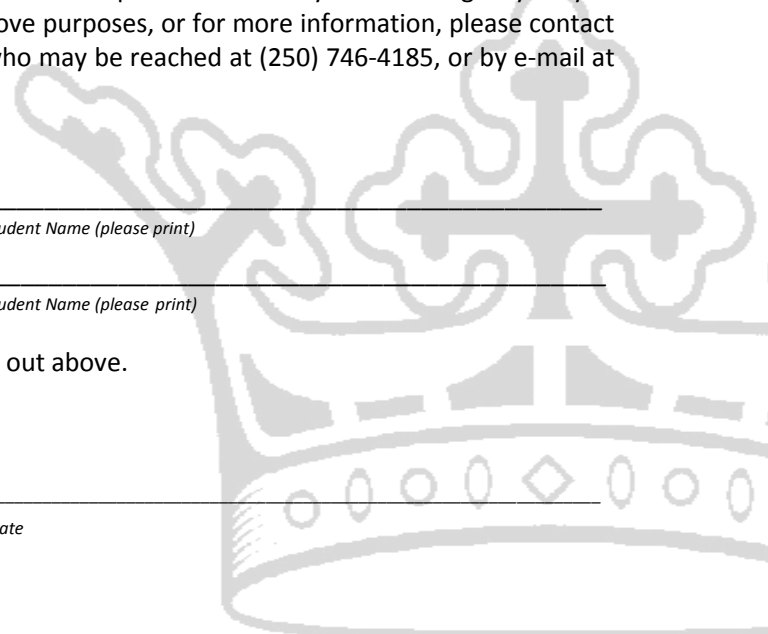 ove purposes, or for more information, please contact
who may be reached at (250) 746-4185, or by e-mail at
udent Name (please print)
udent Name (please print)
out above.
ate